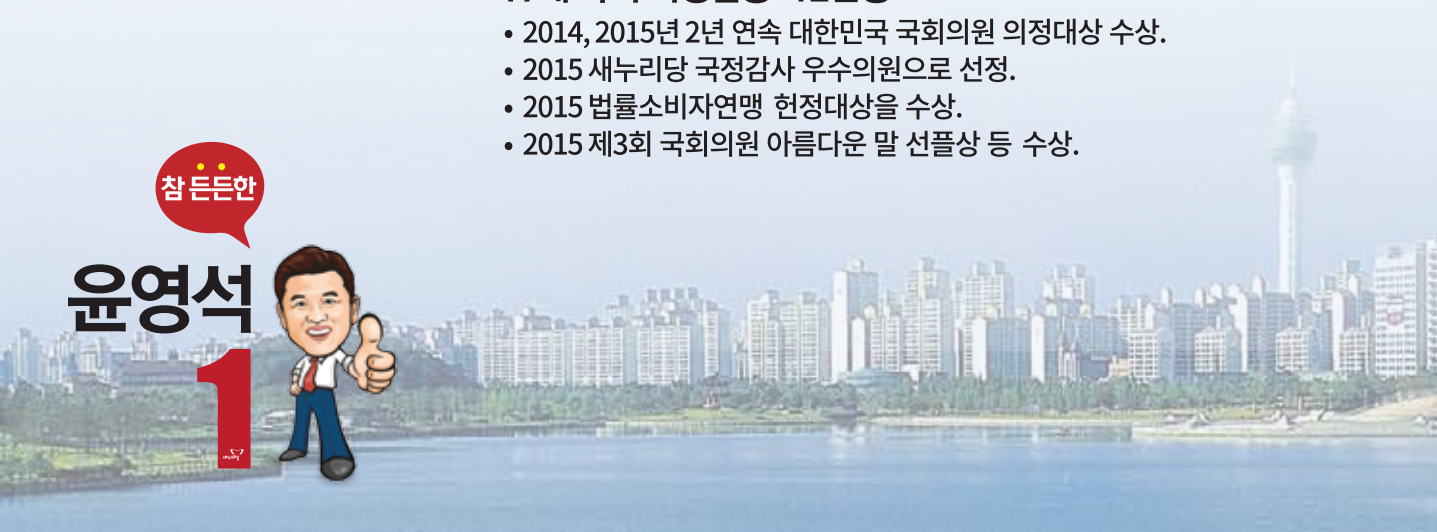 • 2014, 2015년 2년 연속 대한민국 국회의원 의정대상 수상.
• 2015 새누리당 국정감사 우수의원으로 선정.
• 2015 법률소비자연맹 헌정대상을 수상.
• 2015 제3회 국회의원 아름다운 말 선플상 등 수상.
참 든든한
윤영석
1
새누리당